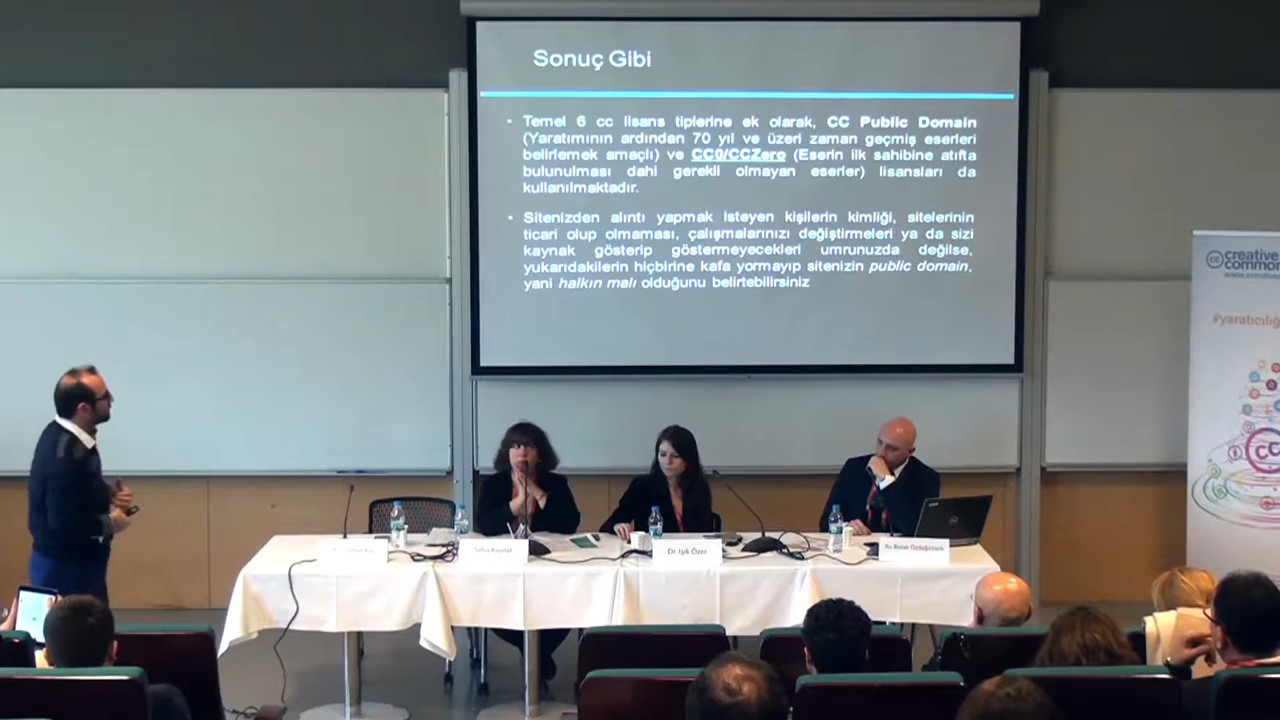 Sonuç Gibi
Temel 6 cc lisans tiplerine ek olarak, CC Public Domain
(Yaratımının ardından 70 yıl ve üzeri zaman geçmiş eserleri
belirlemek amaçlı) ve CC0/CCZero (Eserin ilk sahibine atıfta
bulunulması dahi gerekli olmayan eserler) lisansları da
kullanılmaktadır.
Sitenizden alıntı yapmak isteyen kişilerin kimliği, sitelerinin
ticari olup olmaması, çalışmalarınızı değiştirmeleri ya da sizi
kaynak gösterip göstermeyecekleri umrunuzda değilse,
yukarıdakilerin hiçbirine kafa yormayıp sitenizin public domain,
yani halkın malı olduğunu belirtebilirsiniz
cc creative
common
#yaratıcılığ
CC
Dr. Işık Özer